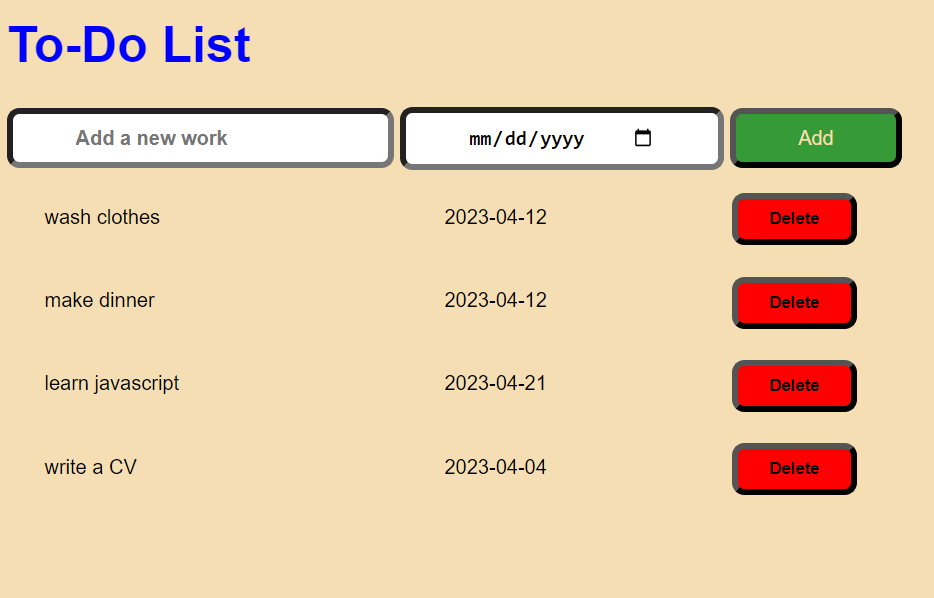 To-Do List
Add a new work mm/dd/yyyy Add
wash clothes 2023-04-12 Delete
make dinner 2023-04-12 Delete
learn javascript 2023-04-21 Delete
write a CV 2023-04-04 Delete